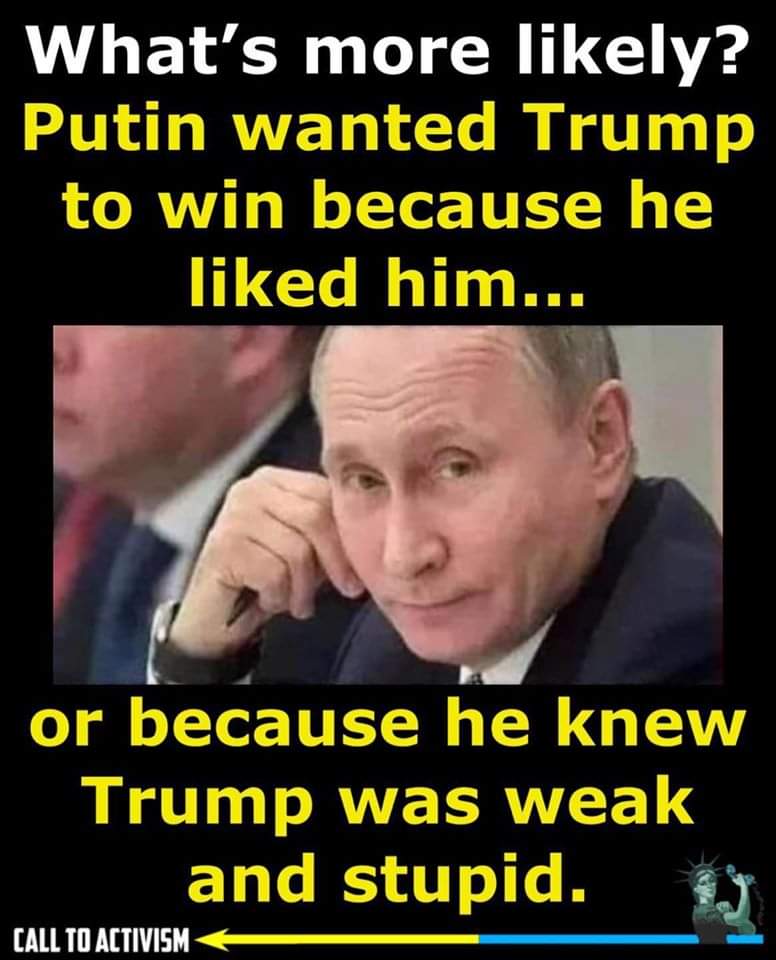 What's more likely?
Putin wanted Trump
to win because he
liked him...
or because he knew
Trump was weak
and stupid.
CALL TO ACTIVISM